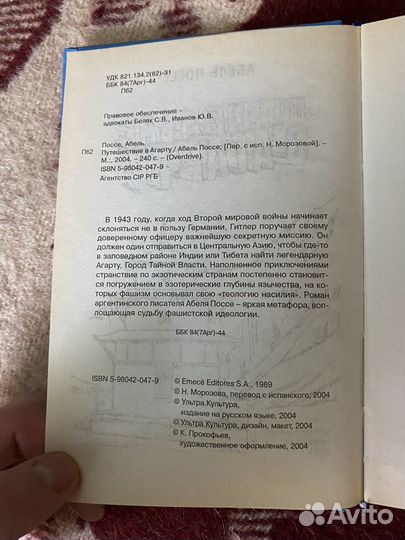 УДК 821.134.2(82)-31
ББК 84(7Арг)-44
П62
Правовое обеспечение –
адвокаты Беляк С.В., Иванов Ю.В.
Поссе, Абель.
П62 Путешествие в Агарту / Абель Поссе; [Пер. с исп. Н. Морозовой]. –
М.:, 2004. – 240 с. – (Overdrive).
ISBN 5-98042-047-9
Агентство CIP РГБ
В 1943 году, когда ход Второй мировой войны начинает
склоняться не в пользу Германии, Гитлер поручает своему
доверенному офицеру важнейшую секретную миссию. Он
должен один отправиться в Центральную Азию, чтобы где-то
в заповедном районе Индии или Тибета найти легендарную
Агарту, Город Тайной Власти. Наполненное приключениями
странствие по экзотическим странам постепенно становит-
ся погружением в эзотерические глубины язычества, на ко-
торых фашизм основывал свою «теологию насилия». Роман
аргентинского писателя Абеля Поссе – яркая метафора, во-
площающая судьбу фашистской идеологии.
ББК 84(7Арг)-44
ISBN 5-98042-047-9
© Emecé Editores S.A., 1989
© Н. Морозова, перевод с испанского, 2004
© Ультра.Культура,
издание на русском языке, 2004
© Ультра.Культура, дизайн, макет, 2004
© К. Прокофьев,
художественное оформление, 2004
Avito